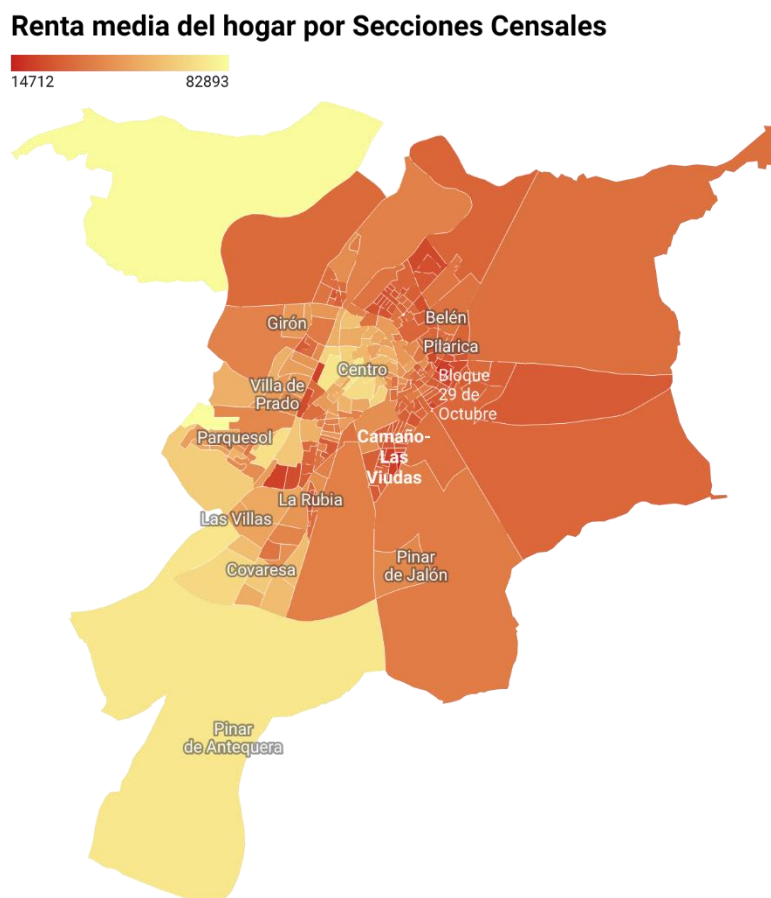 Renta media del hogar por Secciones Censales
14712 82893
Girón
Belén
Pilarica
Centro
Bloque
29 de
Octubre
Villa de
Prado
Parquesol
Camaño-
Las
Viudas
La Rubia
Las Villas
Covaresa
Pinar
de Jalón
Pinar
de Antequera